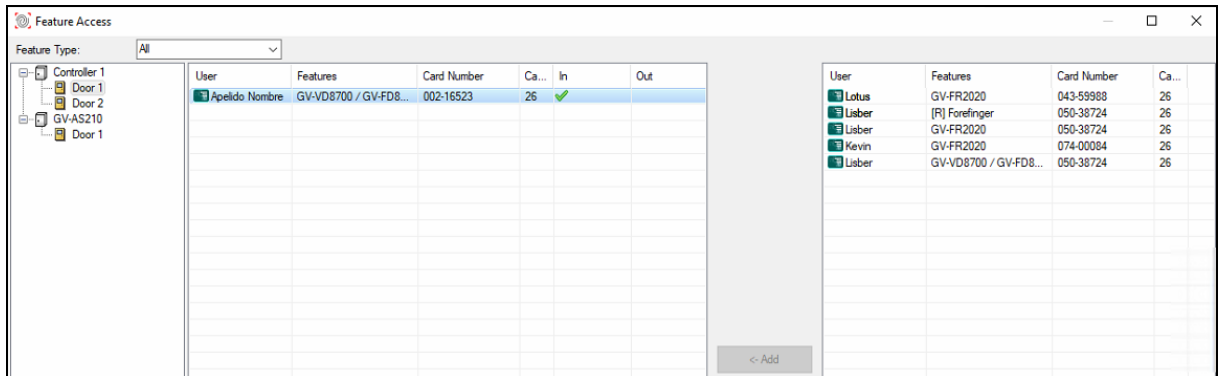 Feature Access
Feature Type: All
Controller 1
Door 1
Door 2
GV-AS210
Door 1
User Features Card Number Ca... In Out
Apelido Nombre GV-VD8700 / GV-FD8... 002-16523 26
<- Add
User Features Card Number Ca...
Lotus GV-FR2020 043-59988 26
Lisber [R] Forefinger 050-38724 26
Lisber GV-FR2020 050-38724 26
Kevin GV-FR2020 074-00084 26
Lisber GV-VD8700 / GV-FD8... 050-38724 26